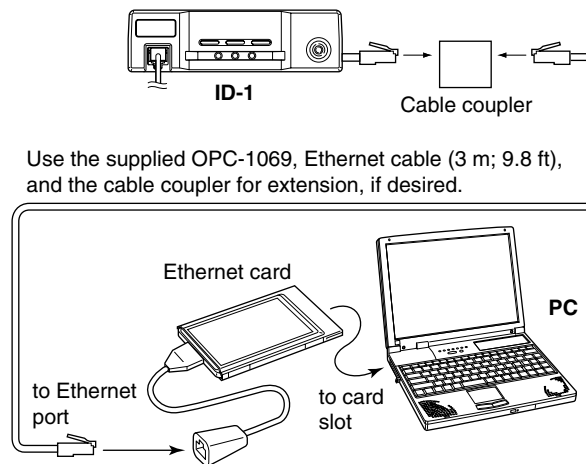 ID-1
Cable coupler
Use the supplied OPC-1069, Ethernet cable (3 m; 9.8 ft),
and the cable coupler for extension, if desired.
Ethernet card
PC
to Ethernet
port
to card
slot